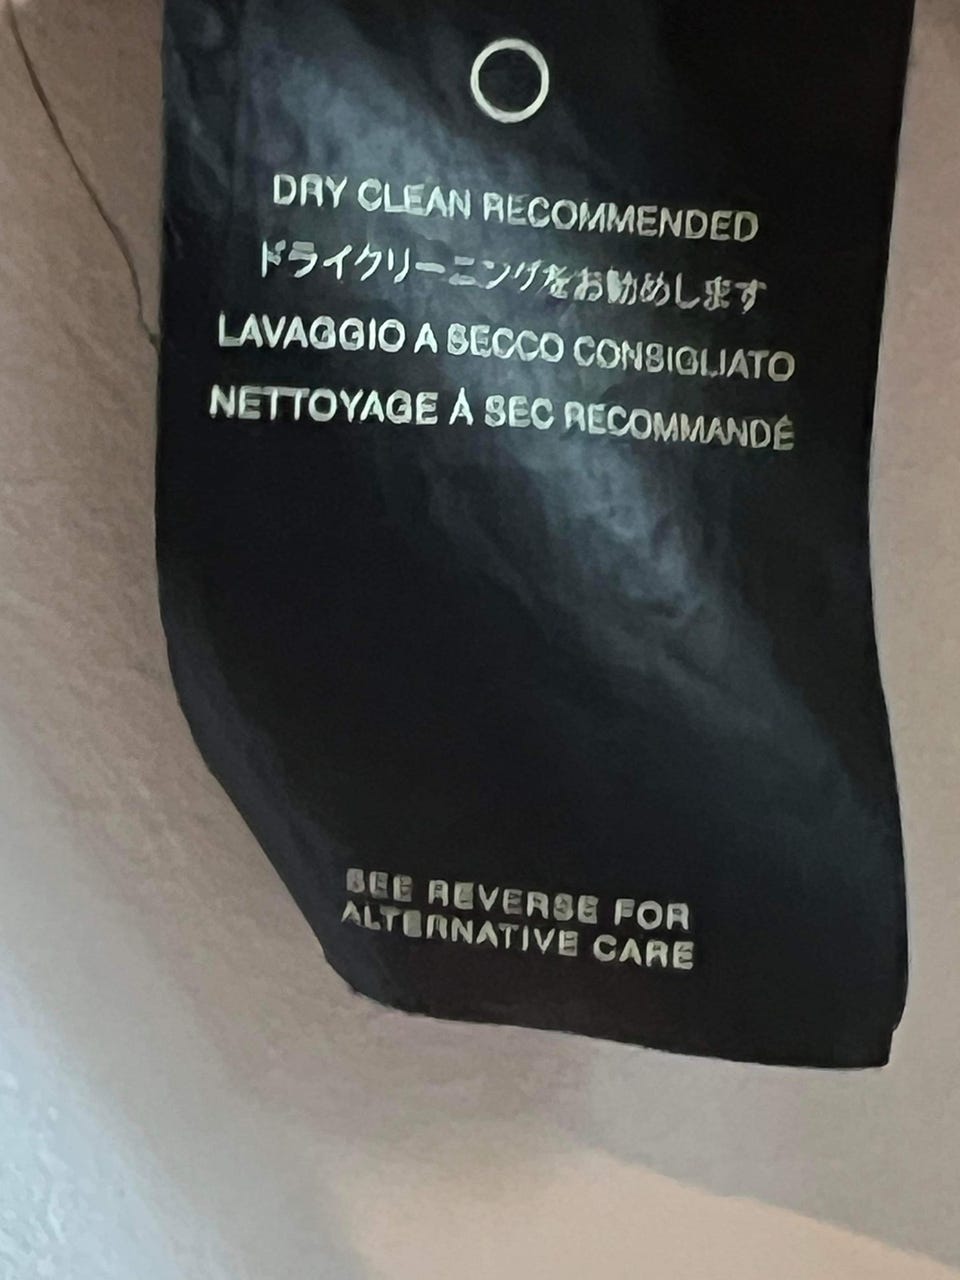 DRY CLEAN RECOMMENDED
ドライクリーニングをお勧めします
LAVAGGIO A SECCO CONSIGLIATO
NETTOYAGE À SEC RECOMMANDÉ
SEE REVERSE FOR
ALTERNATIVE CARE